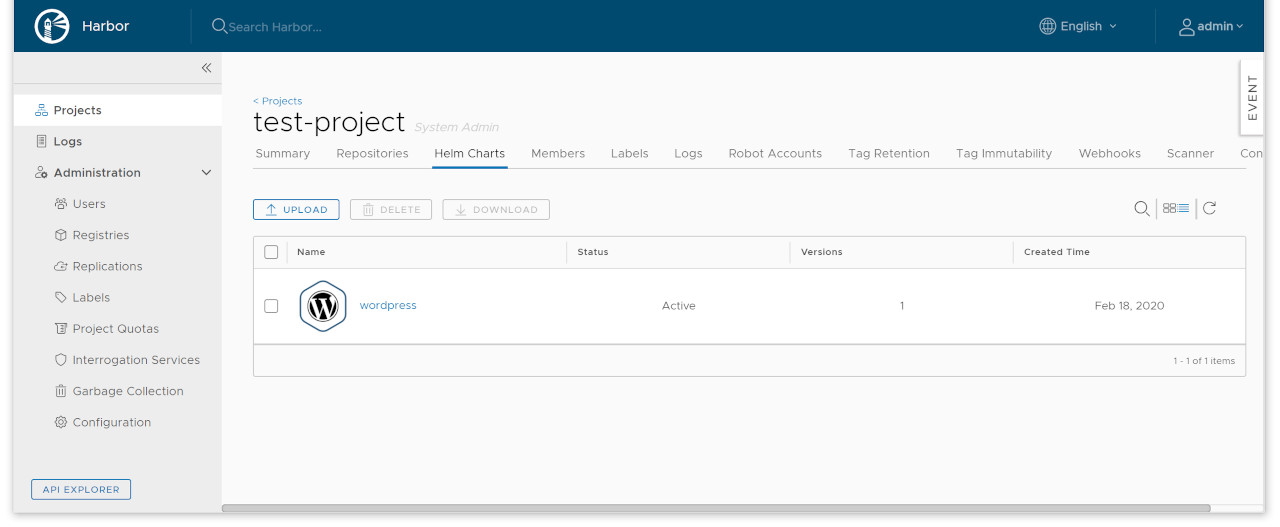 Harbor
Search Harbor...
English
admin
EVENT
Projects
Logs
Administration
Users
Registries
Replications
Labels
Project Quotas
Interrogation Services
Garbage Collection
Configuration
API EXPLORER
< Projects
test-project System Admin
Summary Repositories Helm Charts Members Labels Logs Robot Accounts Tag Retention Tag Immutability Webhooks Scanner Con
UPLOAD DELETE DOWNLOAD
Name Status Versions Created Time
W wordpress Active 1 Feb 18, 2020
1 - 1 of 1 items